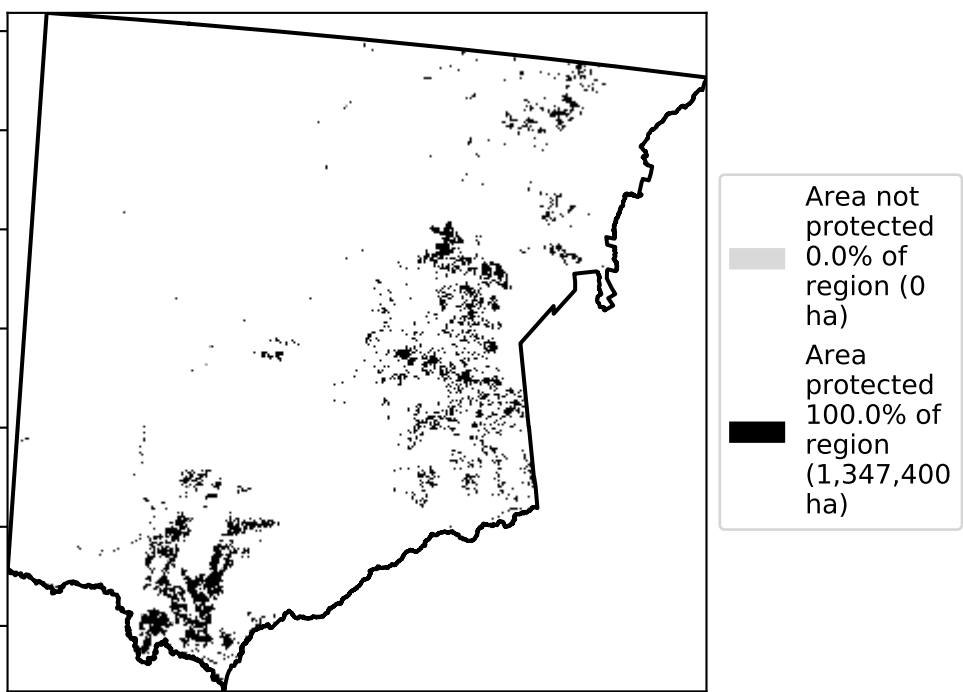 Area not
protected
0.0% of
region (0
ha)
Area
protected
100.0% of
region
(1,347,400
ha)